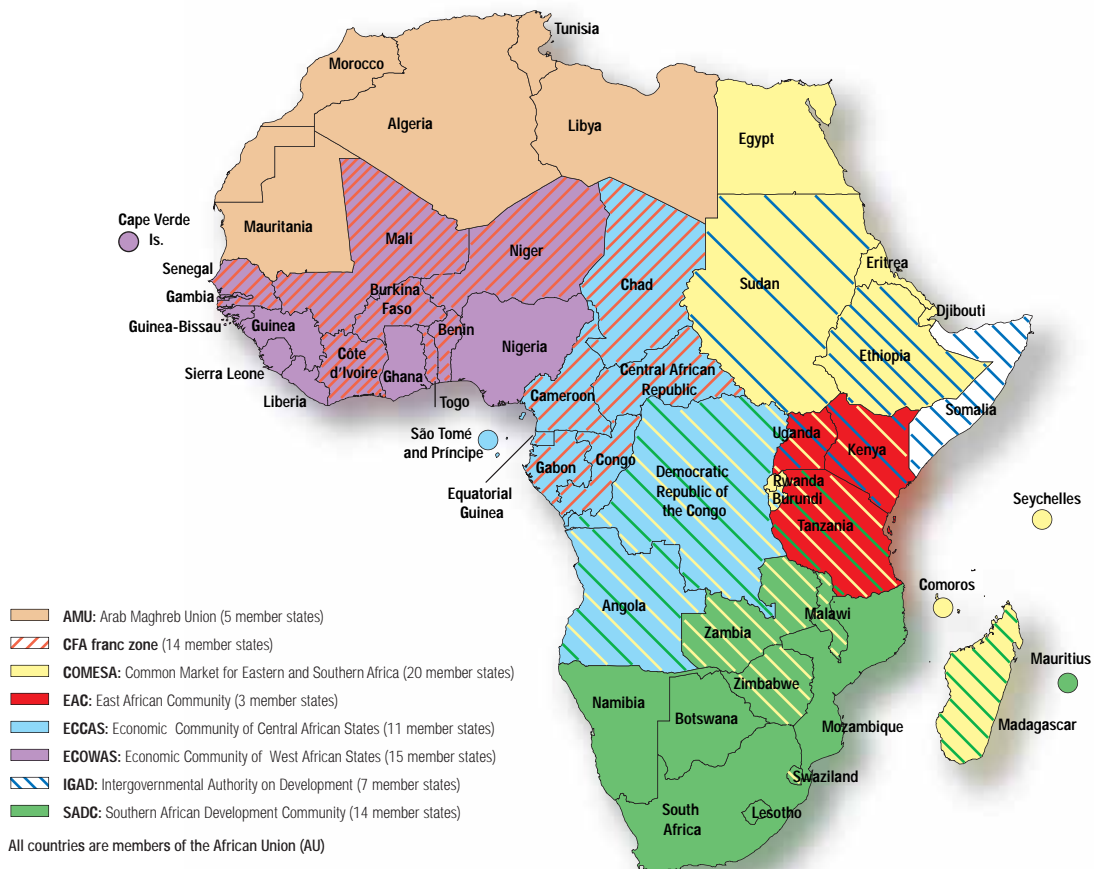 Tunisia
Morocco
Algeria
Libya
Egypt
Cape Verde
Is.
Mauritania
Mali
Niger
Chad
Sudan
Eritrea
Senegal
Gambia
Burkina
Faso
Djibouti
Guinea-Bissau
Guinea
Benin
Nigeria
Ethiopia
Côte
d'Ivoire
Ghana
Central African
Republic
Sierra Leone
Cameroon
Liberia
Togo
Somalia
São Tomé
and Príncipe
Uganda
Kenya
Gabon
Congo
Democratic
Republic of
the Congo
Rwanda
Burundi
Equatorial
Guinea
Seychelles
Tanzania
Comoros
Angola
Malawi
Zambia
Mauritius
Zimbabwe
Namibia
Botswana
Mozambique
Madagascar
Swaziland
South
Africa
Lesotho
AMU: Arab Maghreb Union (5 member states)
CFA franc zone (14 member states)
COMESA: Common Market for Eastern and Southern Africa (20 member states)
EAC: East African Community (3 member states)
ECCAS: Economic Community of Central African States (11 member states)
ECOWAS: Economic Community of West African States (15 member states)
IGAD: Intergovernmental Authority on Development (7 member states)
SADC: Southern African Development Community (14 member states)
All countries are members of the African Union (AU)